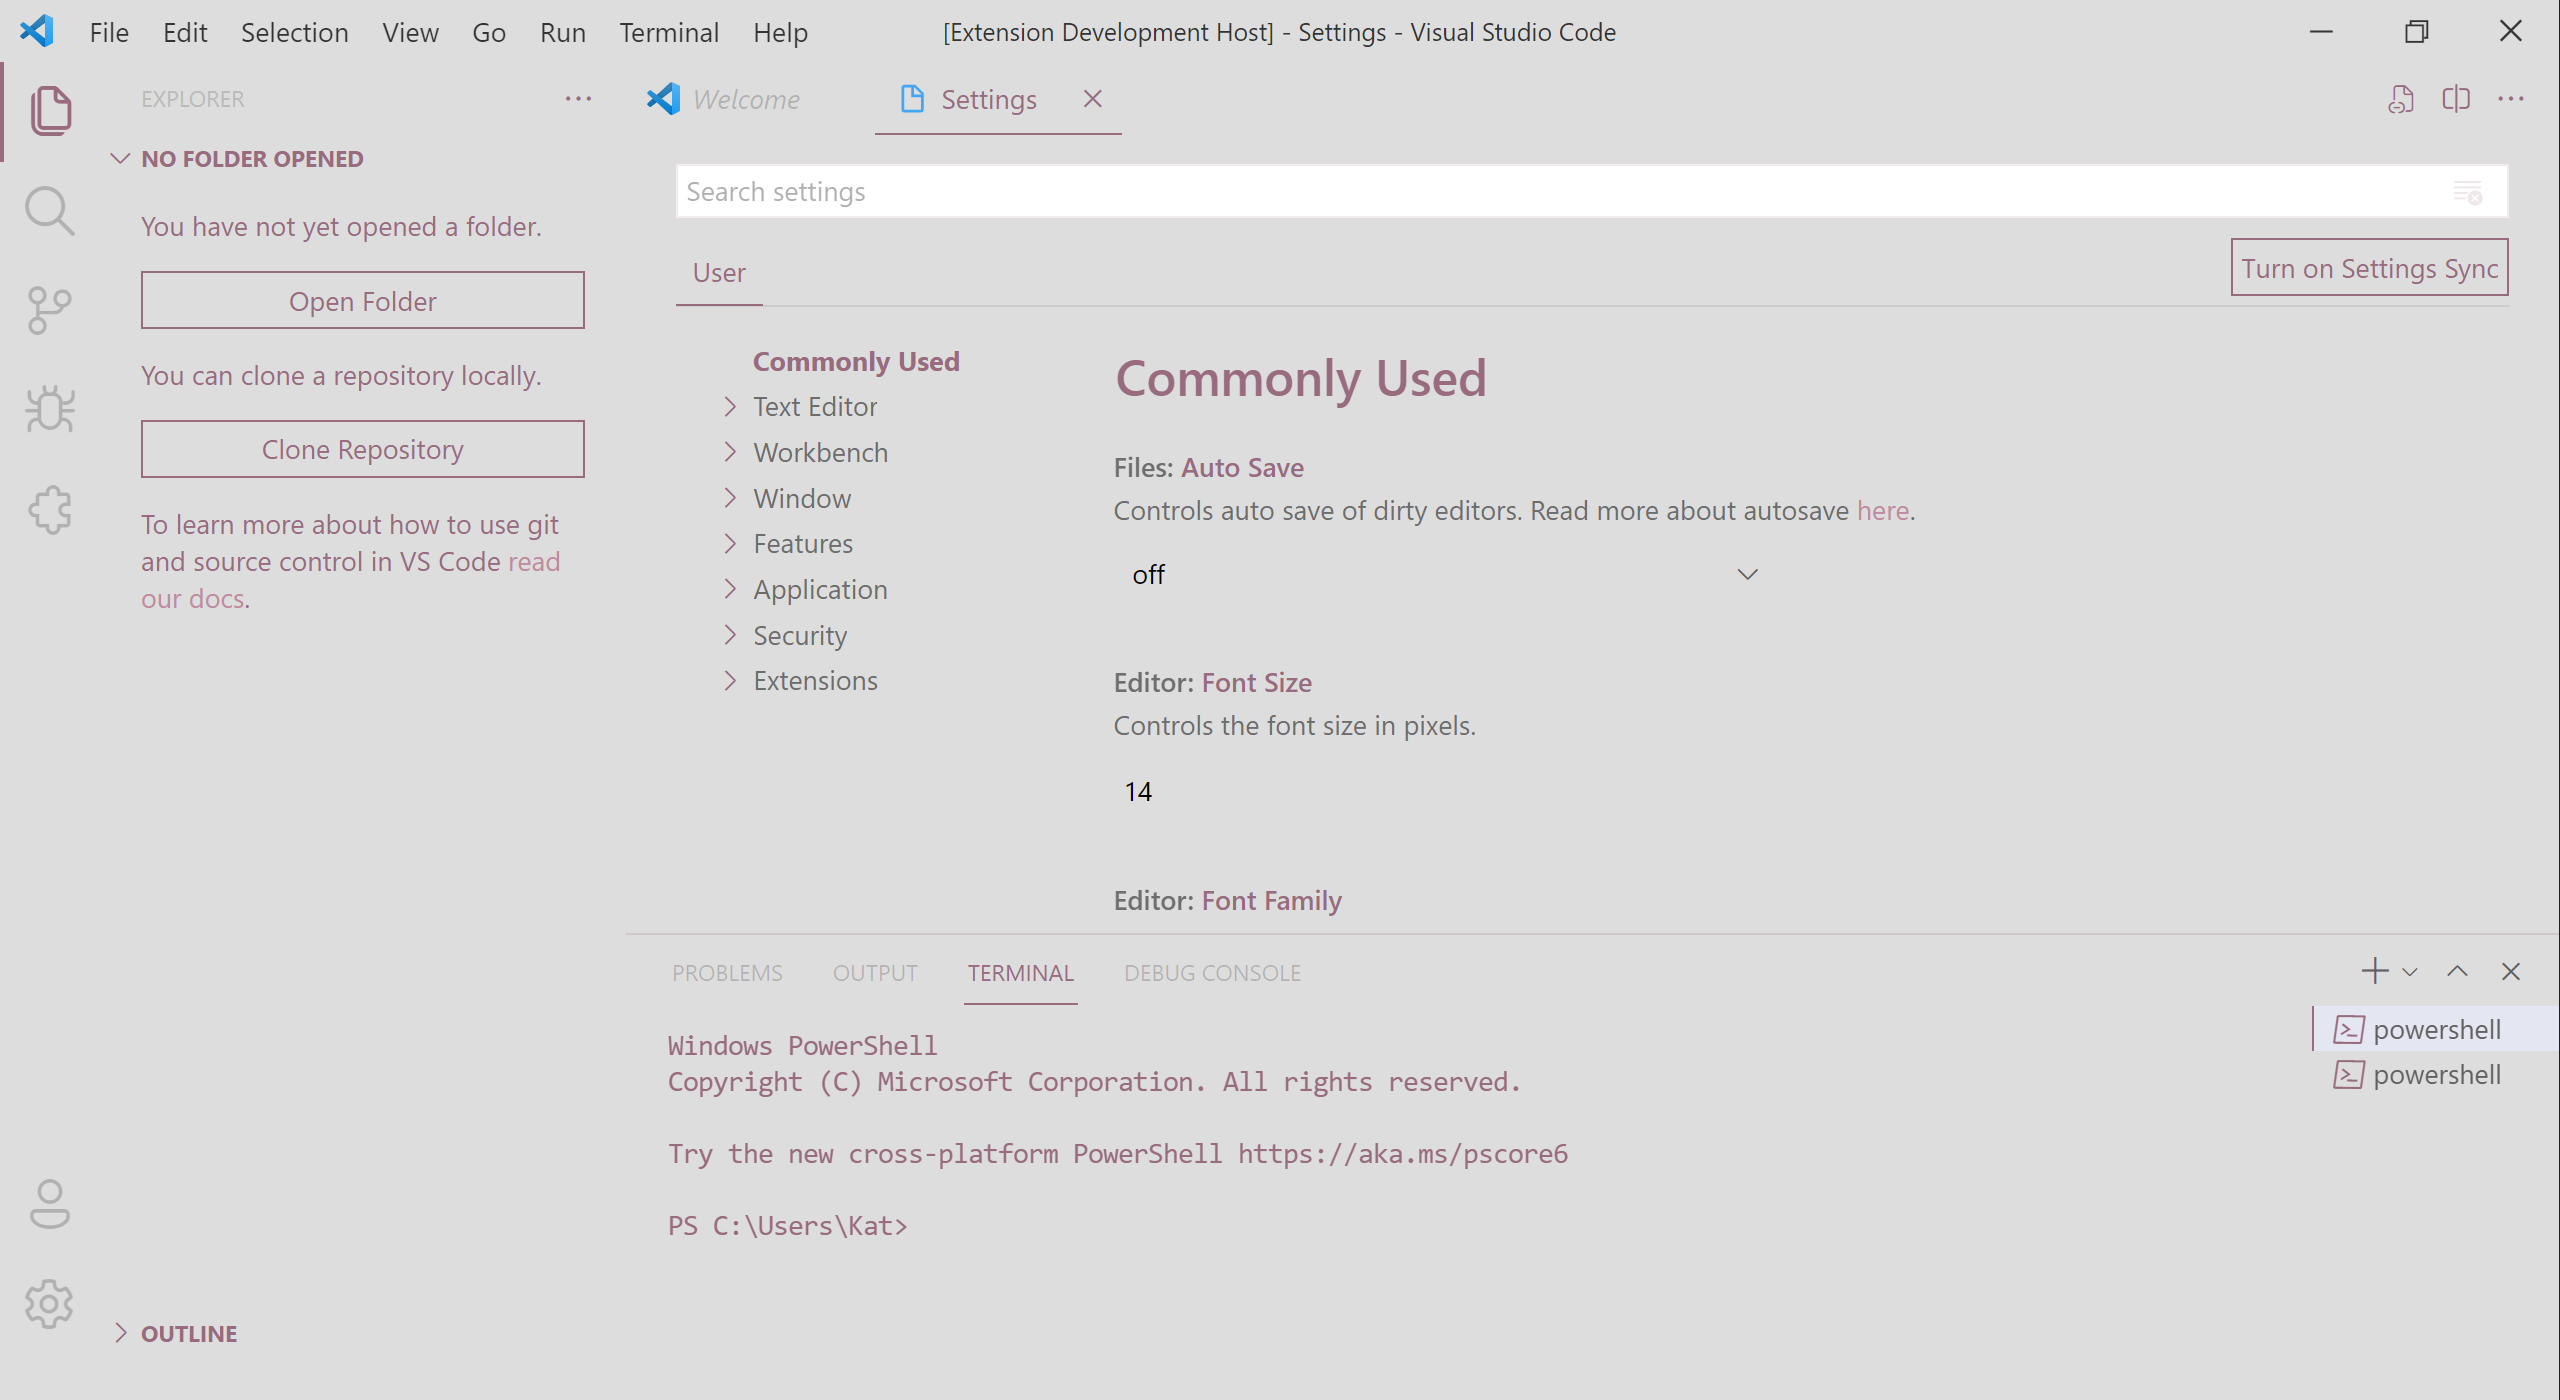 File Edit Selection View Go Run Terminal Help
[Extension Development Host] - Settings - Visual Studio Code
EXPLORER
NO FOLDER OPENED
You have not yet opened a folder.
Open Folder
You can clone a repository locally.
Clone Repository
To learn more about how to use git
and source control in VS Code read
our docs.
OUTLINE
Welcome
Settings
Search settings
User
Turn on Settings Sync
Commonly Used
Text Editor
Workbench
Window
Features
Application
Security
Extensions
Commonly Used
Files: Auto Save
Controls auto save of dirty editors. Read more about autosave here.
off
Editor: Font Size
Controls the font size in pixels.
14
Editor: Font Family
PROBLEMS OUTPUT TERMINAL DEBUG CONSOLE
Windows PowerShell
Copyright (C) Microsoft Corporation. All rights reserved.
Try the new cross-platform PowerShell https://aka.ms/pscore6
PS C:\Users\Kat>
powershell
powershell